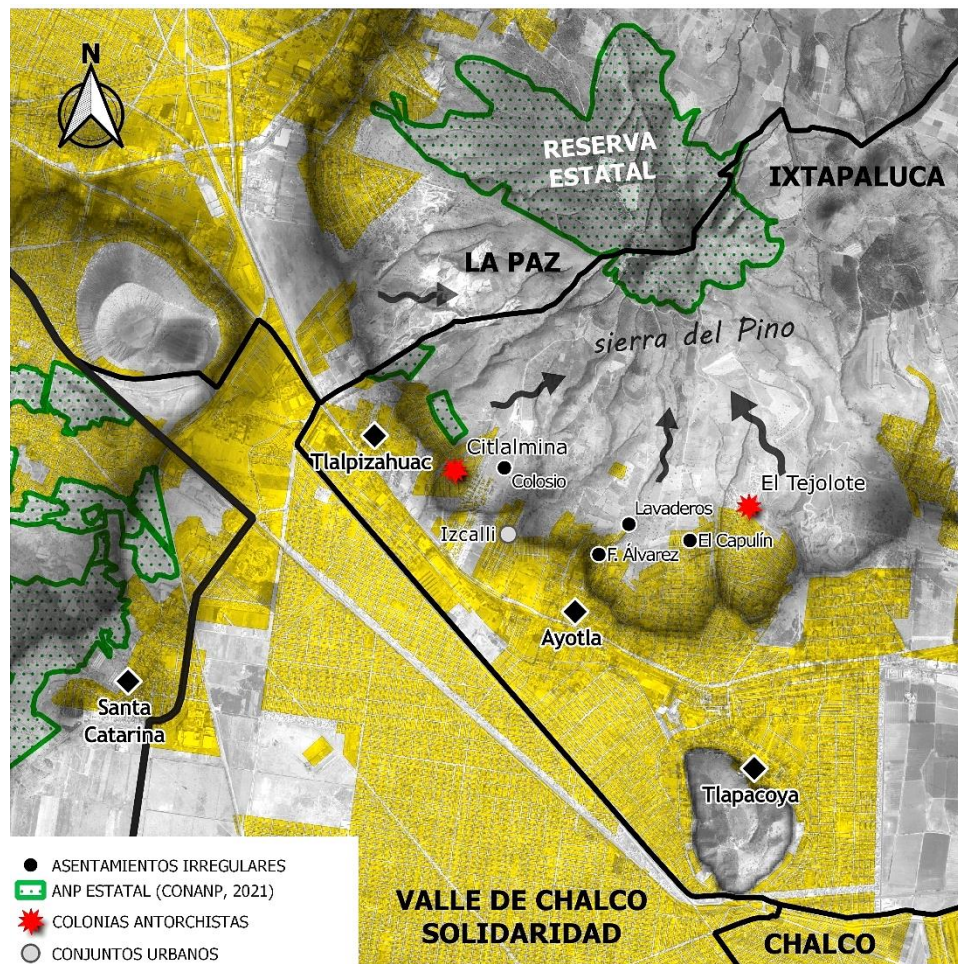 N
RESERVA
ESTATAL
IXTAPALUCA
LA PAZ
sierra del Pino
Tlalpizahuac
Citlalmina
Colosio
El Tejolote
Lavaderos
Izcalli
F. Álvarez
El Capulín
Ayotla
Santa
Catarina
Tlapacoya
VALLE DE CHALCO
SOLIDARIDAD
CHALCO
ASENTAMIENTOS IRREGULARES
ANP ESTATAL (CONANP, 2021)
COLONIAS ANTORCHISTAS
CONJUNTOS URBANOS